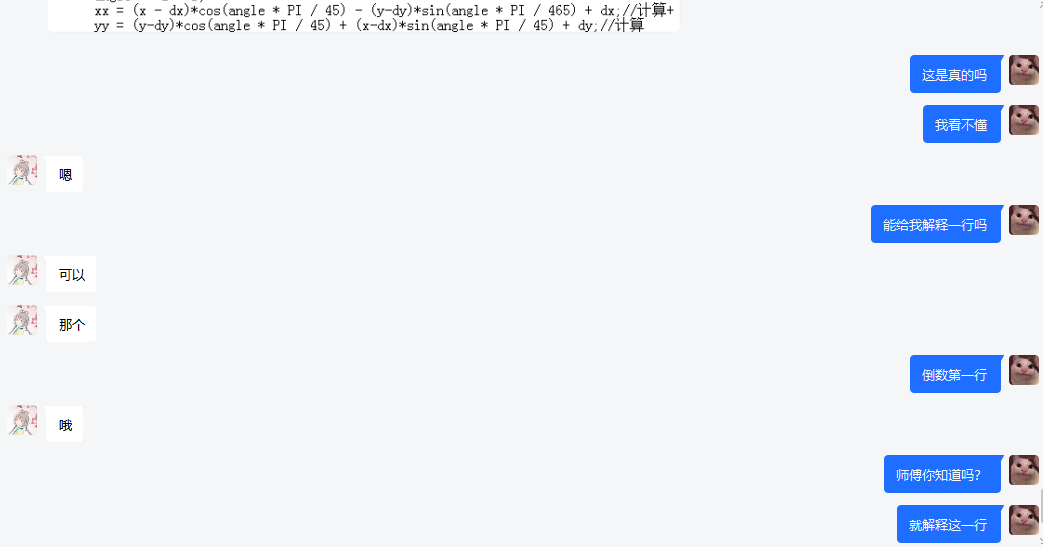 xx = (x - dx)*cos(angle * PI / 45) - (y-dy)*sin(angle * PI / 465) + dx;//计算+
yy = (y-dy)*cos(angle * PI / 45) + (x-dx)*sin(angle * PI / 45) + dy;//计算
这是真的吗
我看不懂
嗯
能给我解释一行吗
可以
那个
倒数第一行
哦
师傅你知道吗？
就解释这一行